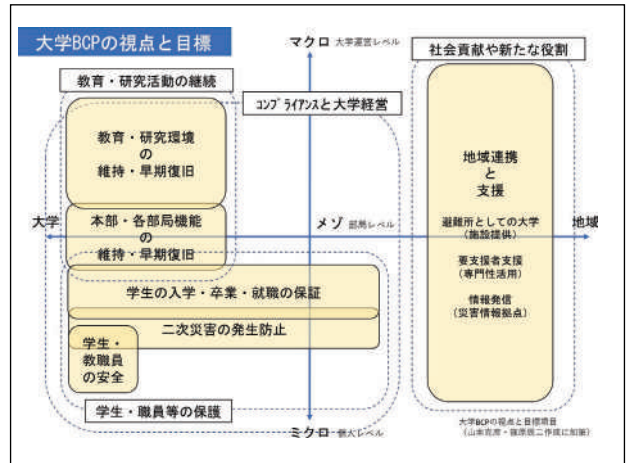 大学BCPの視点と目標
マクロ 大学運営レベル
社会貢献や新たな役割
教育・研究活動の継続
コンプライアンスと大学経営
教育・研究環境
の
維持・早期復旧
地域連携
と
支援
本部・各部局機能
の
維持・早期復旧
大学
メゾ 部局レベル
避難所としての大学
(施設提供)
地域
要支援者支援
(専門性活用)
情報発信
(災害情報拠点)
学生の入学・卒業・就職の保証
二次災害の発生防止
学生・
教職員
の安全
学生・職員等の保護
ミクロ 個人レベル
大学BCPの視点と目標項目